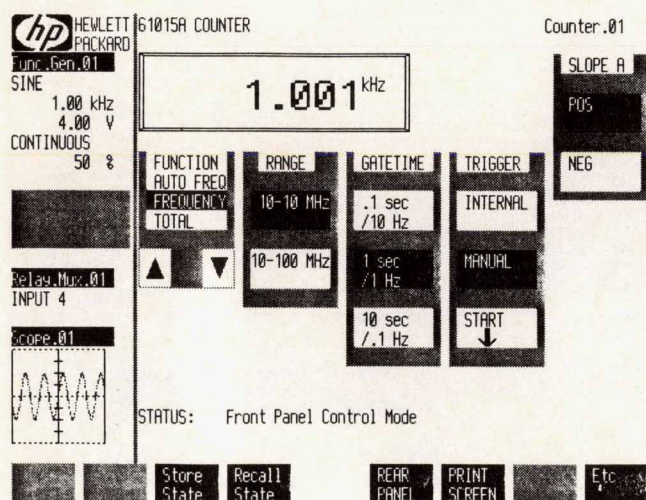 hp HEWLETT PACKARD
61015A COUNTER
Counter.01
Func.Gen.01
SINE
1.00 kHz
4.00 V
CONTINUOUS
50 %
Relay.Mux.01
INPUT 4
Scope.01
1.001 kHz
FUNCTION
AUTO FREQ
FREQUENCY
TOTAL
RANGE
10-10 MHz
10-100 MHz
GATETIME
.1 sec
/10 Hz
1 sec
/1 Hz
10 sec
/.1 Hz
TRIGGER
INTERNAL
MANUAL
START
SLOPE A
POS
NEG
STATUS: Front Panel Control Mode
Store State
Recall State
REAR PANEL
PRINT SCREEN
Etc